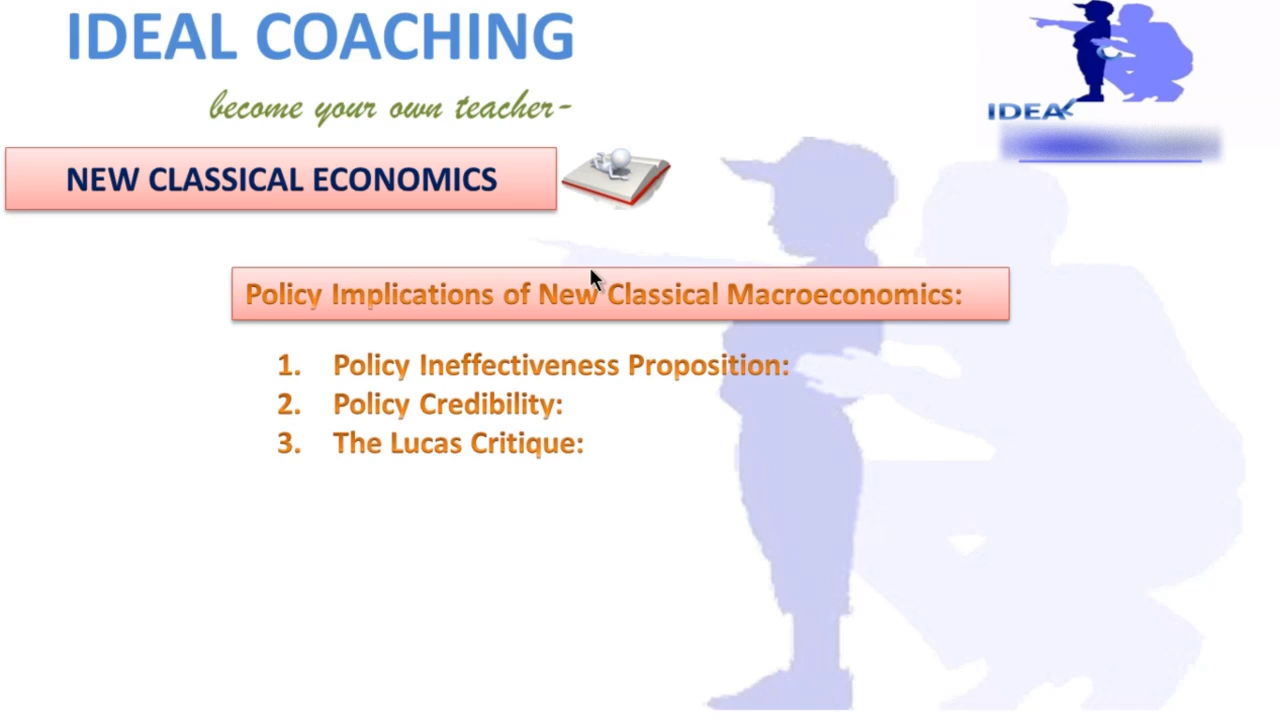 IDEAL COACHING
become your own teacher-
IDEAL
NEW CLASSICAL ECONOMICS
Policy Implications of New Classical Macroeconomics:
1. Policy Ineffectiveness Proposition:
2. Policy Credibility:
3. The Lucas Critique: